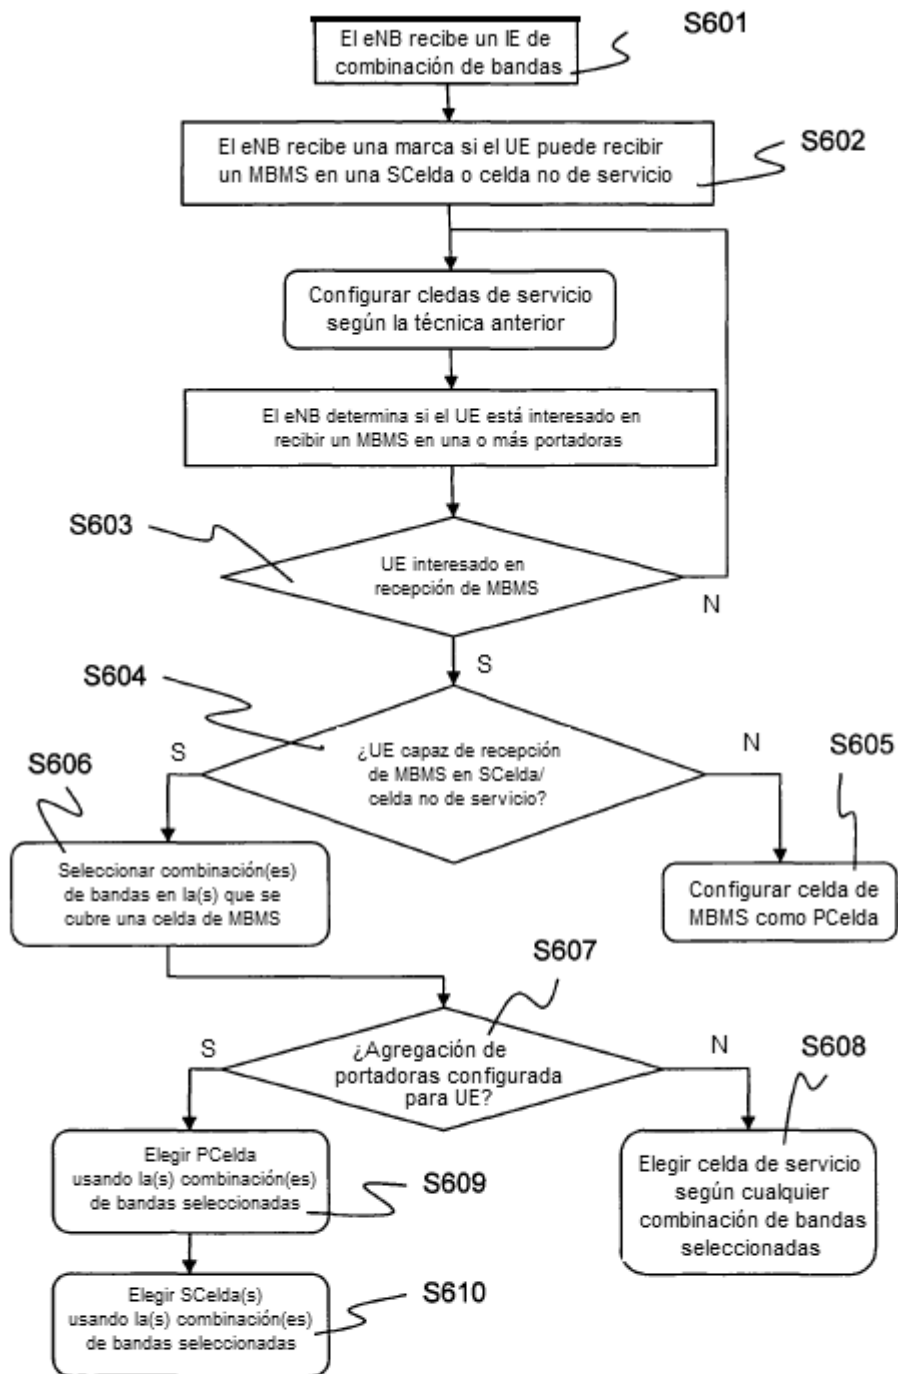 S601
El eNB recibe un IE de
combinación de bandas
El eNB recibe una marca si el UE puede recibir
un MBMS en una SCelda o celda no de servicio
S602
Configurar cledas de servicio
según la técnica anterior
El eNB determina si el UE está interesado en
recibir un MBMS en una o más portadoras
S603
UE interesado en
recepción de MBMS
N
S
S604
¿UE capaz de recepción
de MBMS en SCelda/
celda no de servicio?
S
N
S606
S605
Seleccionar combinación(es)
de bandas en la(s) que se
cubre una celda de MBMS
Configurar celda de
MBMS como PCelda
S607
¿Agregación de
portadoras configurada
para UE?
S
N
S608
Elegir PCelda
usando la(s) combinación(es)
de bandas seleccionadas
S609
Elegir celda de servicio
según cualquier
combinación de bandas
seleccionadas
Elegir SCelda(s)
usando la(s) combinación(es)
de bandas seleccionadas
S610